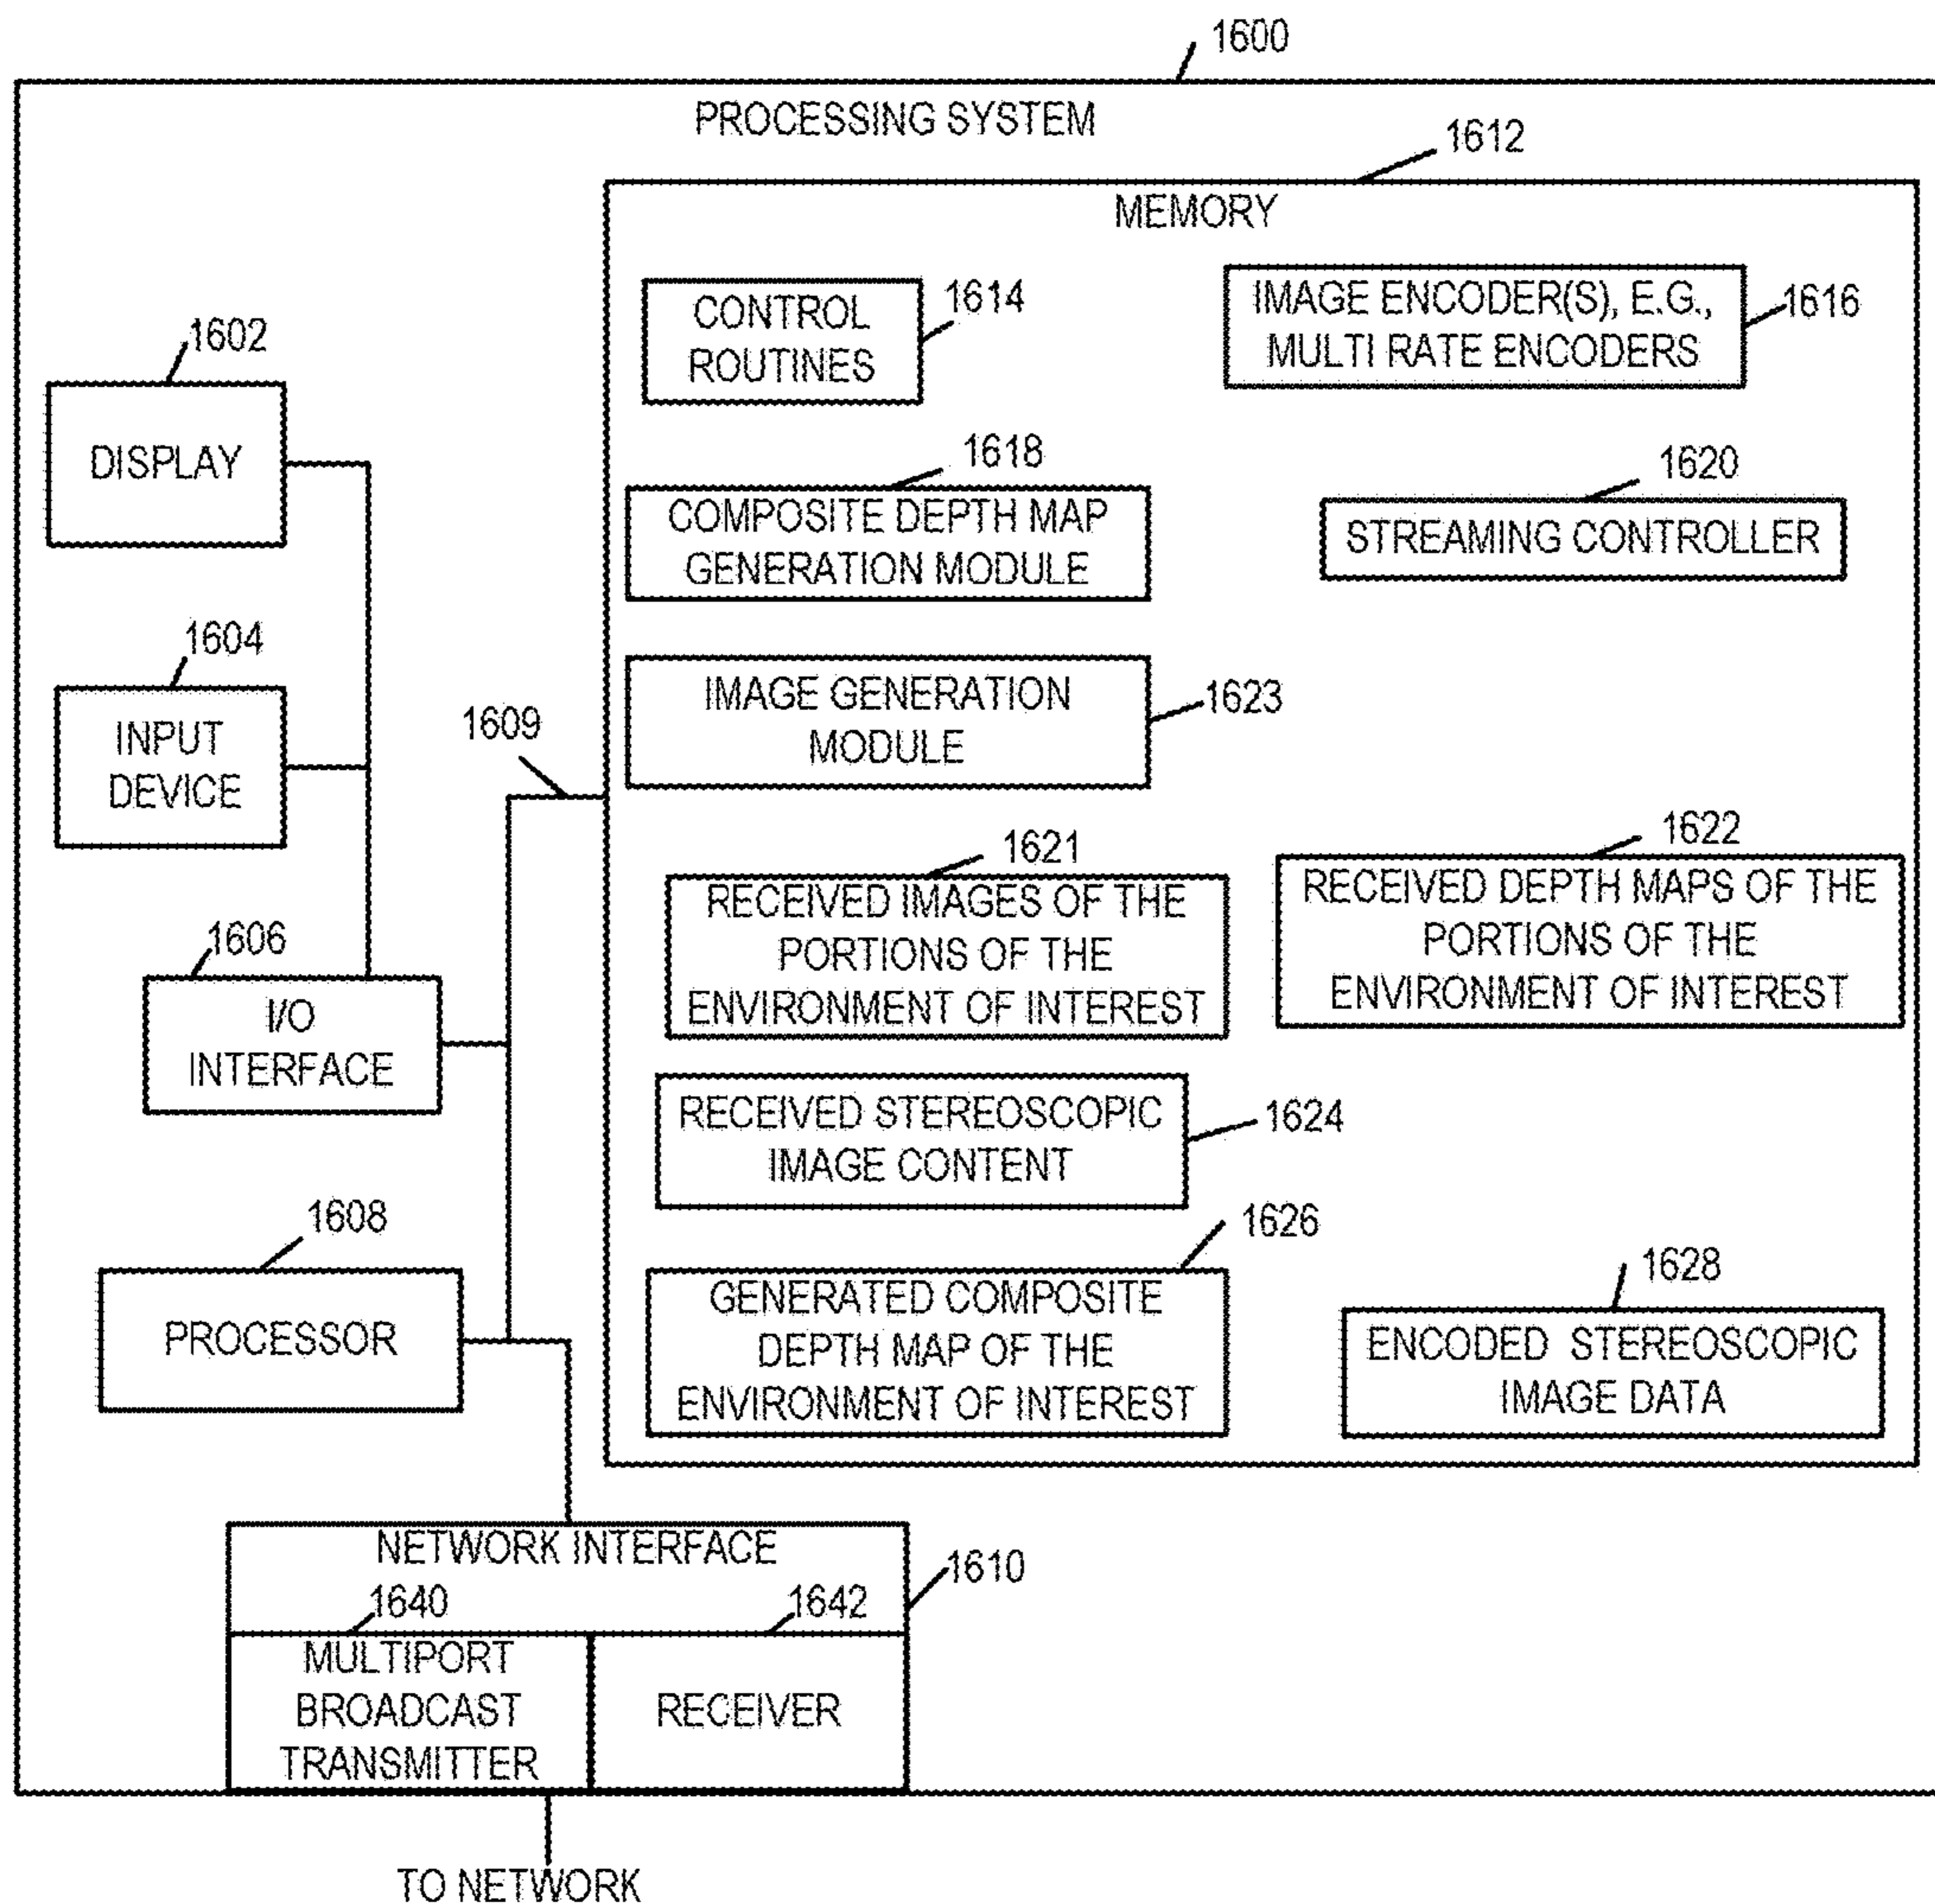 1600
PROCESSING SYSTEM
1612
MEMORY
CONTROL
ROUTINES
1614
IMAGE ENCODER(S), E.G.,
MULTI RATE ENCODERS
1616
1602
DISPLAY
1618
COMPOSITE DEPTH MAP
GENERATION MODULE
1620
STREAMING CONTROLLER
1604
INPUT
DEVICE
IMAGE GENERATION
MODULE
1623
1609
1621
RECEIVED IMAGES OF THE
PORTIONS OF THE
ENVIRONMENT OF INTEREST
1622
RECEIVED DEPTH MAPS OF THE
PORTIONS OF THE
ENVIRONMENT OF INTEREST
1606
I/O
INTERFACE
RECEIVED STEREOSCOPIC
IMAGE CONTENT
1624
1608
PROCESSOR
1626
GENERATED COMPOSITE
DEPTH MAP OF THE
ENVIRONMENT OF INTEREST
1628
ENCODED STEREOSCOPIC
IMAGE DATA
NETWORK INTERFACE
1610
1640
1642
MULTIPORT
BROADCAST
TRANSMITTER
RECEIVER
TO NETWORK